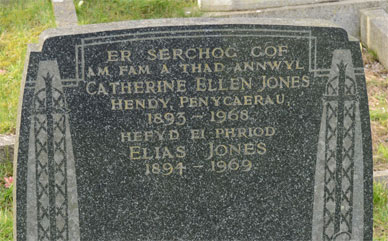 ER SERCHOG GOF
AM FAM A THAD ANNWYL
CATHERINE ELLEN JONES
HENDY, PENYCAERAU,
1893 - 1968.
HEFYD EI PHRIOD
ELIAS JONES
1894 - 1969